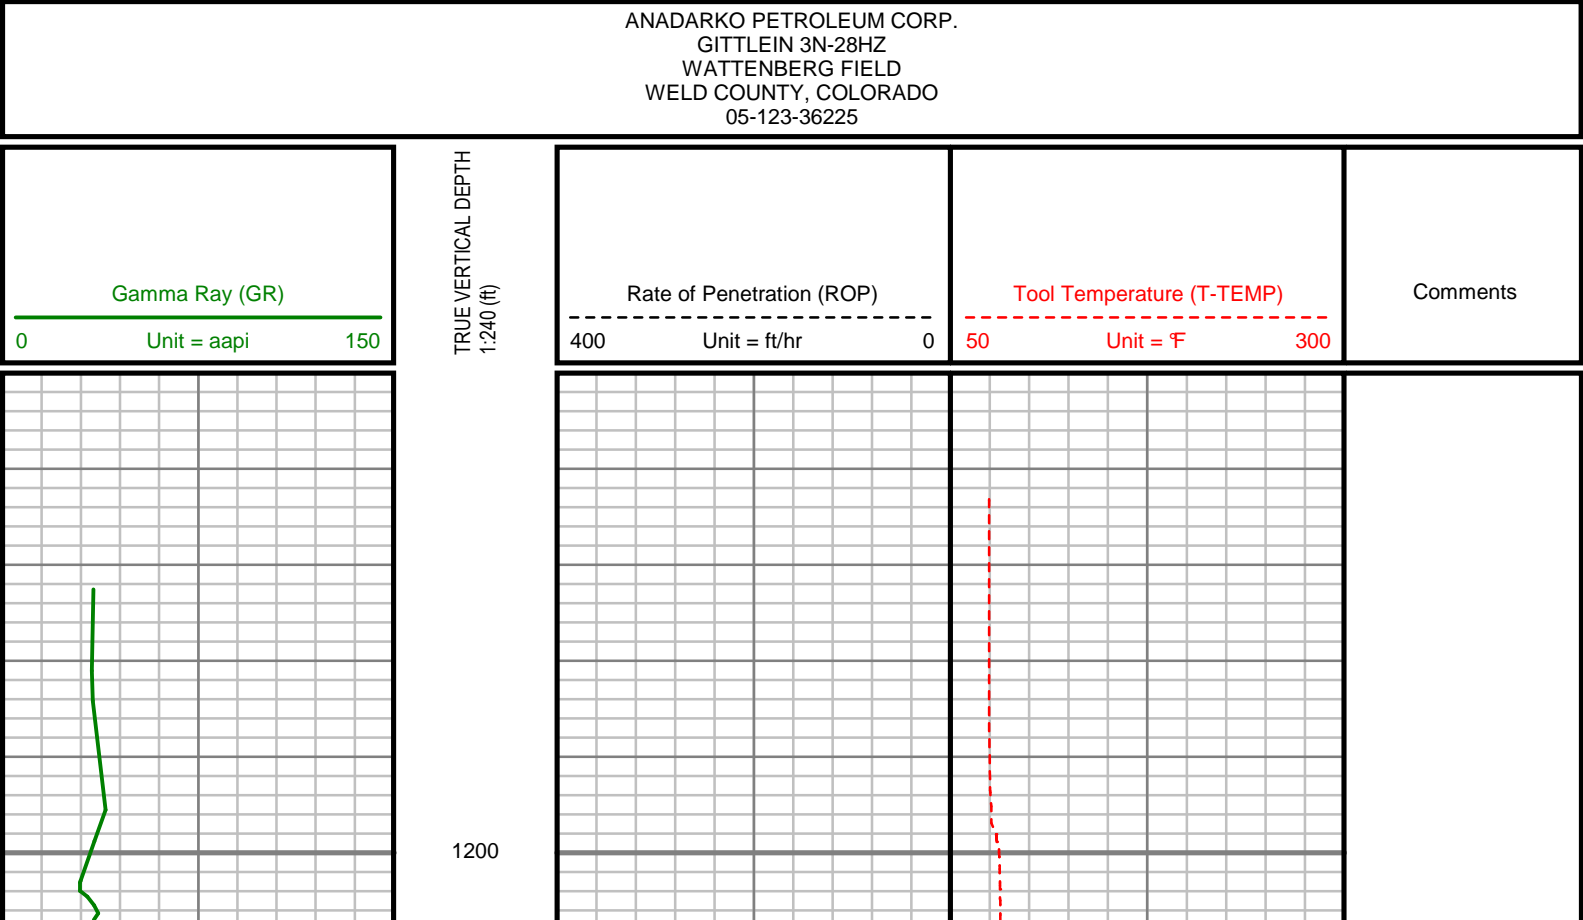 ANADARKO PETROLEUM CORP.
GITTLEIN 3N-28HZ
WATTENBERG FIELD
WELD COUNTY, COLORADO
05-123-36225
Gamma Ray (GR)
0 Unit = aapi 150
TRUE VERTICAL DEPTH
1:240 (ft)
Rate of Penetration (ROP)
400 Unit = ft/hr 0
Tool Temperature (T-TEMP)
50 Unit = °F 300
Comments
1200